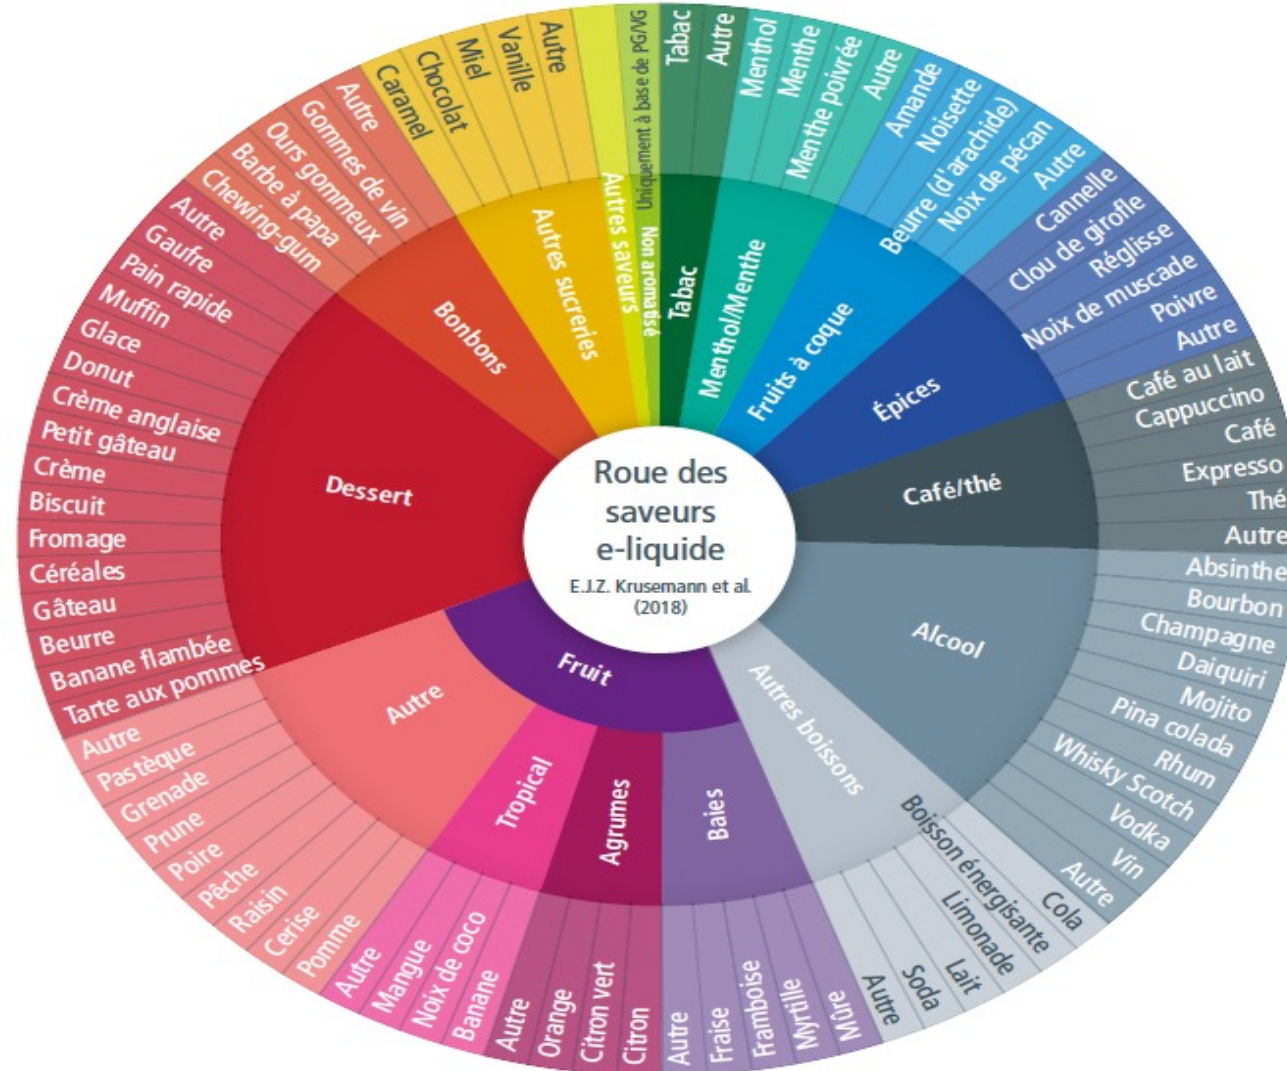 Roue des
saveurs
e-liquide
E.J.Z. Krusemann et al.
(2018)
Tabac
Tabac
Autre
Menthol/Menthe
Menthol
Menthe
Menthe poivrée
Autre
Fruits à coque
Amande
Noisette
Beurre (d'arachide)
Noix de pécan
Autre
Épices
Cannelle
Clou de girofle
Réglisse
Noix de muscade
Poivre
Autre
Café/thé
Café au lait
Cappuccino
Café
Expresso
Thé
Autre
Alcool
Absinthe
Bourbon
Champagne
Daiquiri
Mojito
Pina colada
Rhum
Whisky Scotch
Vodka
Vin
Autre
Autres boissons
Cola
Boisson énergisante
Limonade
Lait
Soda
Autre
Fruit
Baies
Mûre
Myrtille
Framboise
Fraise
Autre
Agrumes
Citron
Citron vert
Orange
Autre
Tropical
Banane
Noix de coco
Mangue
Autre
Autre
Pomme
Cerise
Raisin
Pêche
Poire
Prune
Grenade
Pastèque
Autre
Dessert
Tarte aux pommes
Banane flambée
Beurre
Gâteau
Céréales
Fromage
Biscuit
Crème
Petit gâteau
Crème anglaise
Donut
Glace
Muffin
Pain rapide
Gaufre
Autre
Bonbons
Chewing-gum
Barbe à papa
Ours gommeux
Gommes de vin
Autre
Autres sucreries
Caramel
Chocolat
Miel
Vanille
Autre
Autres saveurs
Non aromatisé
Uniquement à base de PG/VG